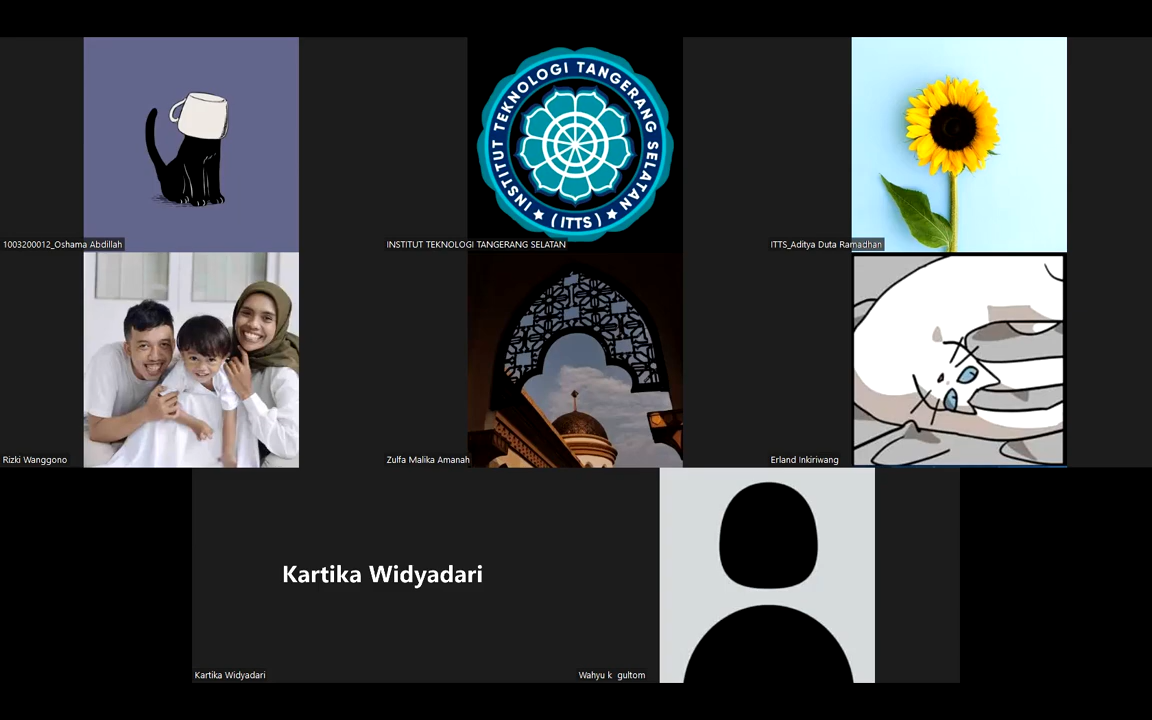 INSTITUT TEKNOLOGI TANGERANG SELATAN
★ (ITTS) ★
1003200012_Oshama Abdillah
INSTITUT TEKNOLOGI TANGERANG SELATAN
ITTS_Aditya Duta Ramadhan
Rizki Wanggono
Zulfa Malika Amanah
Erland Inkiriwang
Kartika Widyadari
Kartika Widyadari
Wahyu k gultom